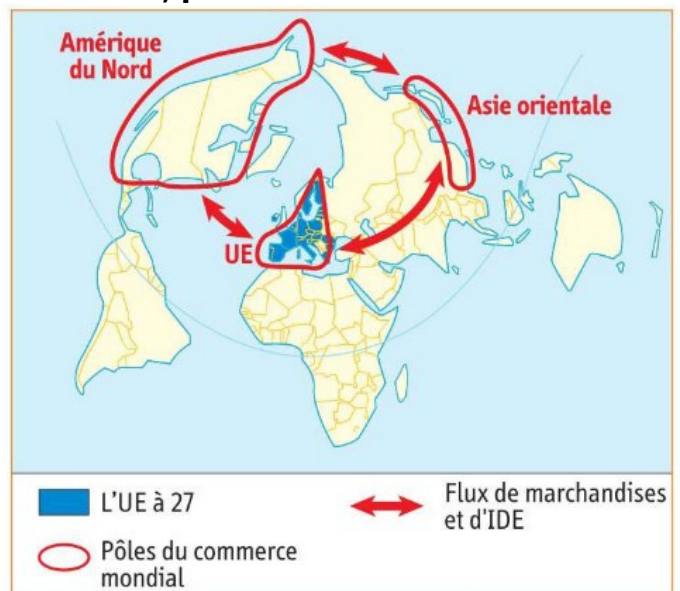 Amérique
du Nord
Asie orientale
UE
L'UE à 27
Flux de marchandises
et d'IDE
Pôles du commerce
mondial